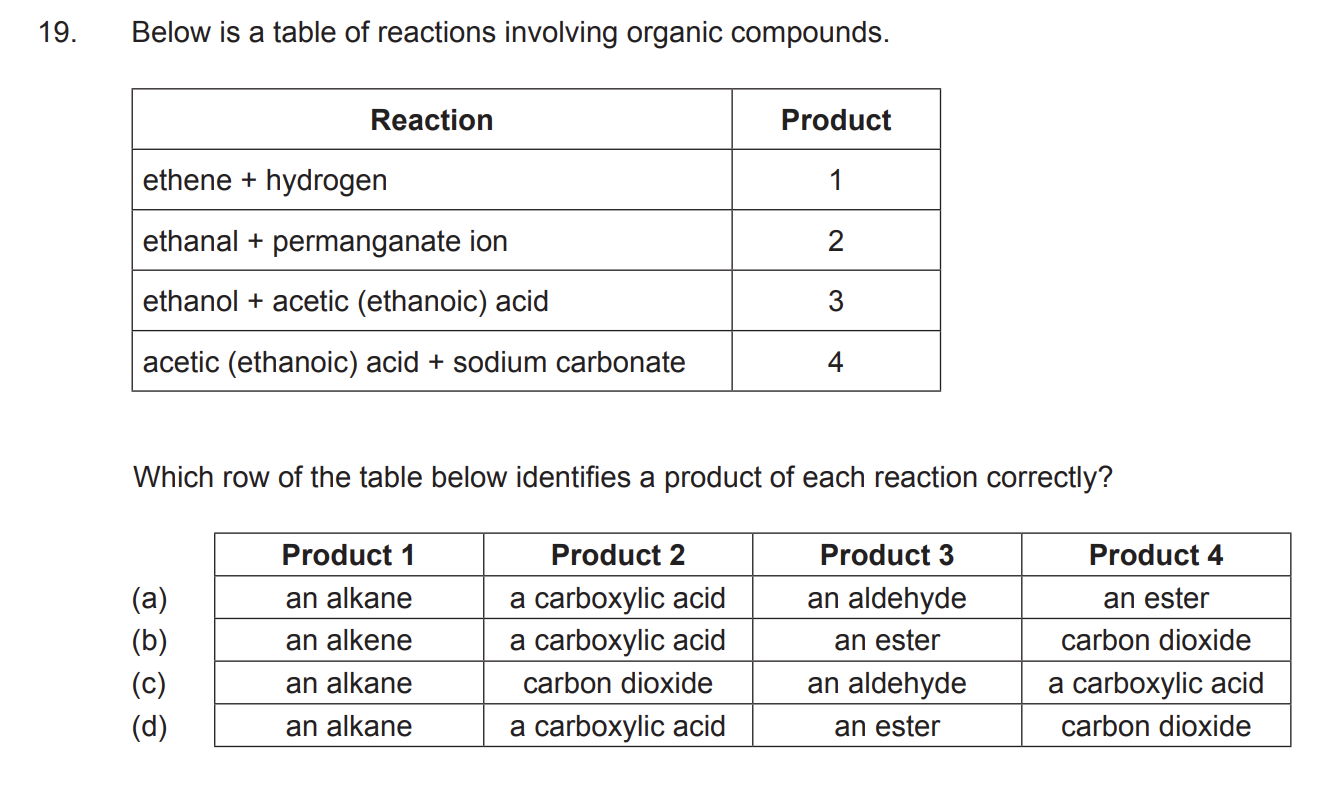 19. Below is a table of reactions involving organic compounds.
Reaction Product
ethene + hydrogen 1
ethanal + permanganate ion 2
ethanol + acetic (ethanoic) acid 3
acetic (ethanoic) acid + sodium carbonate 4
Which row of the table below identifies a product of each reaction correctly?
Product 1 Product 2 Product 3 Product 4
(a) an alkane a carboxylic acid an aldehyde an ester
(b) an alkene a carboxylic acid an ester carbon dioxide
(c) an alkane carbon dioxide an aldehyde a carboxylic acid
(d) an alkane a carboxylic acid an ester carbon dioxide